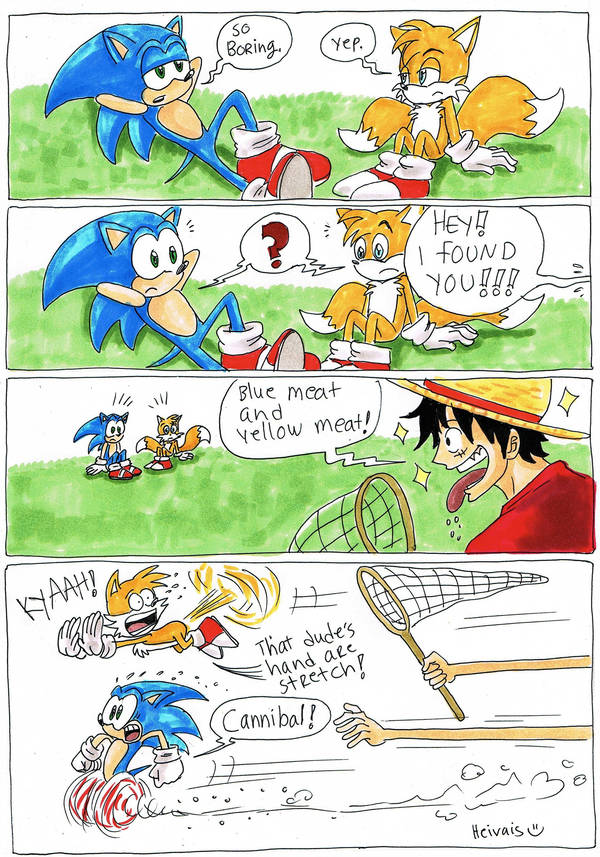 so
Boring.
Yep.
?
HEY!!
I FOUND
YOU!!!
Blue meat
and
Yellow meat!
KYAAH!
That dude's
hand are
stretch!
Cannibal!
Heivais